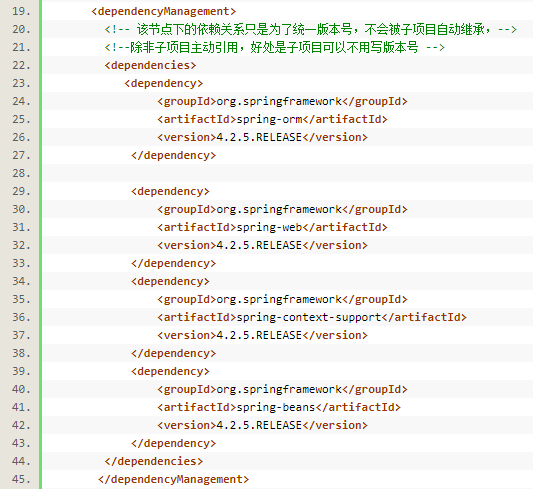 19. <dependencyManagement>
20. <!-- 该节点下的依赖关系只是为了统一版本号，不会被子项目自动继承，-->
21. <!--除非子项目主动引用，好处是子项目可以不用写版本号 -->
22. <dependencies>
23. <dependency>
24. <groupId>org.springframework</groupId>
25. <artifactId>spring-orm</artifactId>
26. <version>4.2.5.RELEASE</version>
27. </dependency>
28.
29. <dependency>
30. <groupId>org.springframework</groupId>
31. <artifactId>spring-web</artifactId>
32. <version>4.2.5.RELEASE</version>
33. </dependency>
34. <dependency>
35. <groupId>org.springframework</groupId>
36. <artifactId>spring-context-support</artifactId>
37. <version>4.2.5.RELEASE</version>
38. </dependency>
39. <dependency>
40. <groupId>org.springframework</groupId>
41. <artifactId>spring-beans</artifactId>
42. <version>4.2.5.RELEASE</version>
43. </dependency>
44. </dependencies>
45. </dependencyManagement>